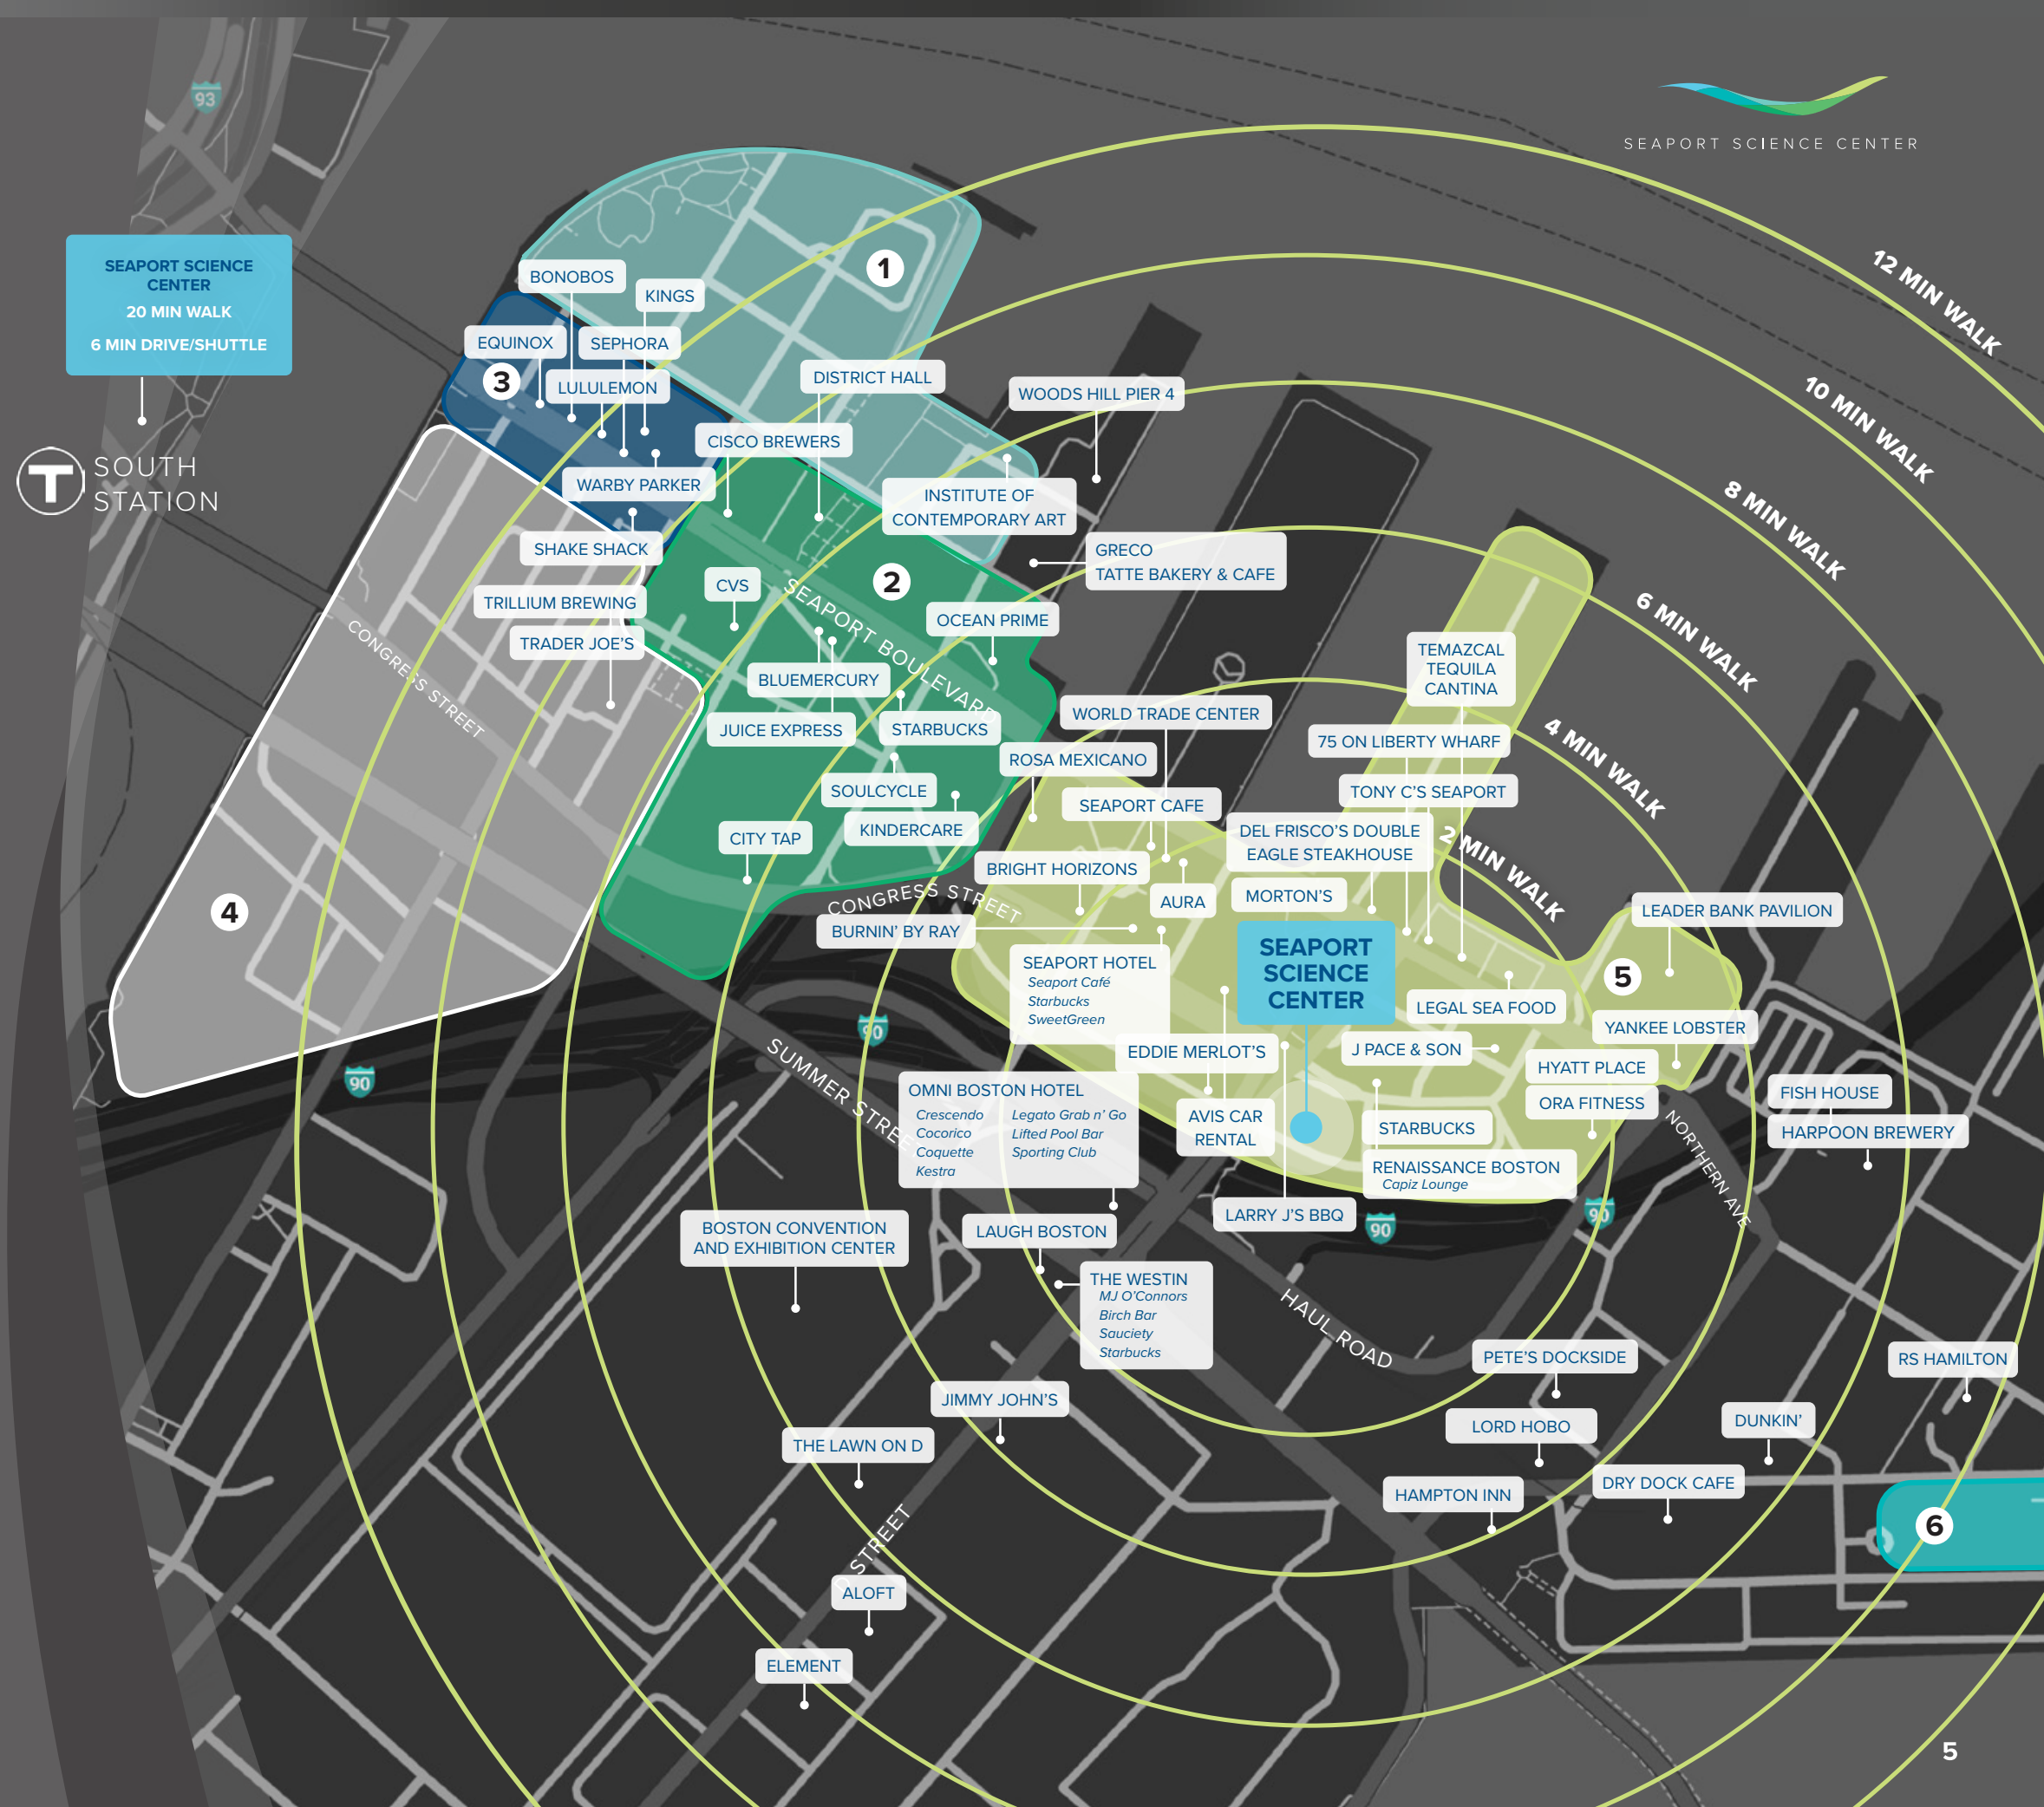 93
SEAPORT SCIENCE CENTER
SEAPORT SCIENCE
CENTER
20 MIN WALK
6 MIN DRIVE/SHUTTLE
T
SOUTH
STATION
12 MIN WALK
10 MIN WALK
8 MIN WALK
6 MIN WALK
4 MIN WALK
2 MIN WALK
1
BONOBOS
KINGS
EQUINOX
SEPHORA
3
LULULEMON
DISTRICT HALL
WOODS HILL PIER 4
CISCO BREWERS
WARBY PARKER
INSTITUTE OF
CONTEMPORARY ART
SHAKE SHACK
GRECO
TATTE BAKERY & CAFE
2
CVS
SEAPORT BOULEVARD
TRILLIUM BREWING
OCEAN PRIME
TRADER JOE'S
CONGRESS STREET
BLUEMERCURY
JUICE EXPRESS
STARBUCKS
TEMAZCAL
TEQUILA
CANTINA
WORLD TRADE CENTER
75 ON LIBERTY WHARF
ROSA MEXICANO
SOULCYCLE
SEAPORT CAFE
TONY C'S SEAPORT
KINDERCARE
CITY TAP
DEL FRISCO'S DOUBLE
EAGLE STEAKHOUSE
BRIGHT HORIZONS
AURA
MORTON'S
CONGRESS STREET
4
LEADER BANK PAVILION
BURNIN' BY RAY
SEAPORT
SCIENCE
CENTER
SEAPORT HOTEL
Seaport Café
Starbucks
SweetGreen
5
LEGAL SEA FOOD
90
YANKEE LOBSTER
EDDIE MERLOT'S
J PACE & SON
HYATT PLACE
90
SUMMER STREET
OMNI BOSTON HOTEL
Crescendo
Cocorico
Coquette
Kestra
Legato Grab n' Go
Lifted Pool Bar
Sporting Club
AVIS CAR
RENTAL
STARBUCKS
ORA FITNESS
NORTHERN AVE
FISH HOUSE
HARPOON BREWERY
RENAISSANCE BOSTON
Capiz Lounge
LARRY J'S BBQ
90
90
BOSTON CONVENTION
AND EXHIBITION CENTER
LAUGH BOSTON
THE WESTIN
MJ O'Connors
Birch Bar
Sauciety
Starbucks
HAUL ROAD
PETE'S DOCKSIDE
RS HAMILTON
JIMMY JOHN'S
LORD HOBO
DUNKIN'
THE LAWN ON D
HAMPTON INN
DRY DOCK CAFE
6
STREET
ALOFT
ELEMENT
5